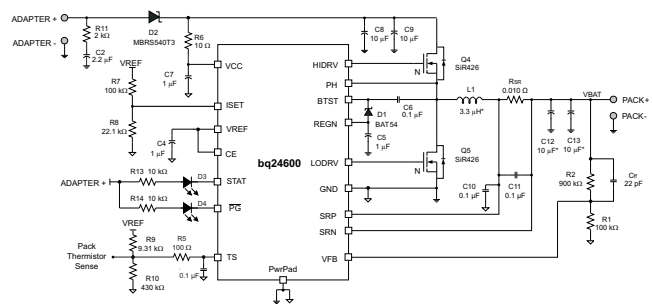 ADAPTER +
ADAPTER -
R11
2 kΩ
C2
2.2 μF
D2
MBRS540T3
R6
10 Ω
C8
10 μF
C9
10 μF
Q4
SiR426
N
VREF
R7
100 kΩ
R8
22.1 kΩ
C7
1 μF
C4
1 μF
VCC
ISET
VREF
CE
STAT
PG
TS
bq24600
PwrPad
HIDRV
PH
BTST
REGN
LODRV
GND
SRP
SRN
VFB
D1
BAT54
C6
0.1 μF
C5
1 μF
L1
3.3 μH*
RSR
0.010 Ω
VBAT
PACK+
PACK-
C12
10 μF*
C13
10 μF*
Q5
SiR426
N
C10
0.1 μF
C11
0.1 μF
R2
900 kΩ
Cff
22 pF
R1
100 kΩ
ADAPTER +
R13 10 kΩ
D3
R14 10 kΩ
D4
VREF
R9
9.31 kΩ
R5
100 Ω
Pack
Thermistor
Sense
R10
430 kΩ
0.1 μF